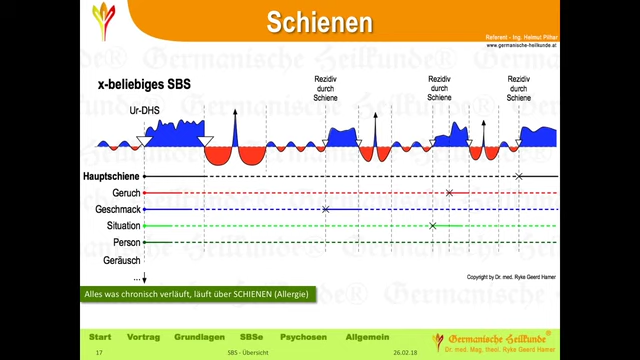 Schienen
Referent - Ing. Helmut Pilhar
www.germanische-heilkunde.at
x-beliebiges SBS
Rezidiv
durch
Schiene
Rezidiv
durch
Schiene
Rezidiv
durch
Schiene
Ur-DHS
Hauptschiene
Geruch
Geschmack
Situation
Person
Geräusch
...
Copyright by Dr. med. Ryke Geerd Hamer
Alles was chronisch verläuft, läuft über SCHIENEN (Allergie)
Start Vortrag Grundlagen SBSe Psychosen Allgemein
Germanische Heilkunde®
Dr. med. Mag. theol. Ryke Geerd Hamer
17 SBS - Übersicht 26.02.18